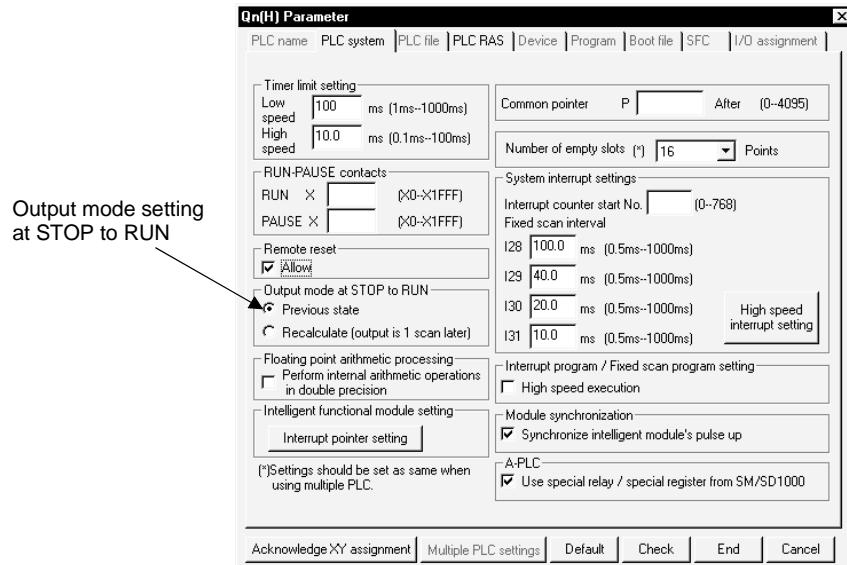 Qn(H) Parameter
PLC name PLC system PLC file PLC RAS Device Program Boot file SFC I/O assignment
Timer limit setting
Low speed 100 ms (1ms--1000ms)
High speed 10.0 ms (0.1ms--100ms)
RUN-PAUSE contacts
RUN X (X0--X1FFF)
PAUSE X (X0--X1FFF)
Remote reset
Allow
Output mode at STOP to RUN
Previous state
Recalculate (output is 1 scan later)
Floating point arithmetic processing
Perform internal arithmetic operations
in double precision
Intelligent functional module setting
Interrupt pointer setting
(*)Settings should be set as same when
using multiple PLC.
Common pointer P After (0--4095)
Number of empty slots (*) 16 Points
System interrupt settings
Interrupt counter start No. (0--768)
Fixed scan interval
I28 100.0 ms (0.5ms--1000ms)
I29 40.0 ms (0.5ms--1000ms)
I30 20.0 ms (0.5ms--1000ms)
I31 10.0 ms (0.5ms--1000ms)
High speed
interrupt setting
Interrupt program / Fixed scan program setting
High speed execution
Module synchronization
Synchronize intelligent module's pulse up
A-PLC
Use special relay / special register from SM/SD1000
Acknowledge XY assignment Multiple PLC settings Default Check End Cancel
Output mode setting
at STOP to RUN